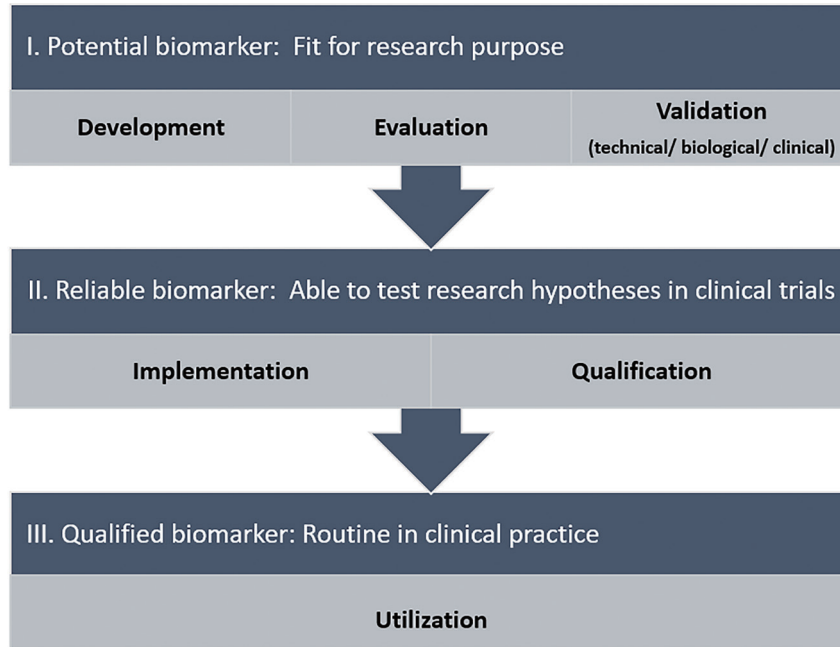 I. Potential biomarker: Fit for research purpose
Development
Evaluation
Validation
(technical/ biological/ clinical)
II. Reliable biomarker: Able to test research hypotheses in clinical trials
Implementation
Qualification
III. Qualified biomarker: Routine in clinical practice
Utilization